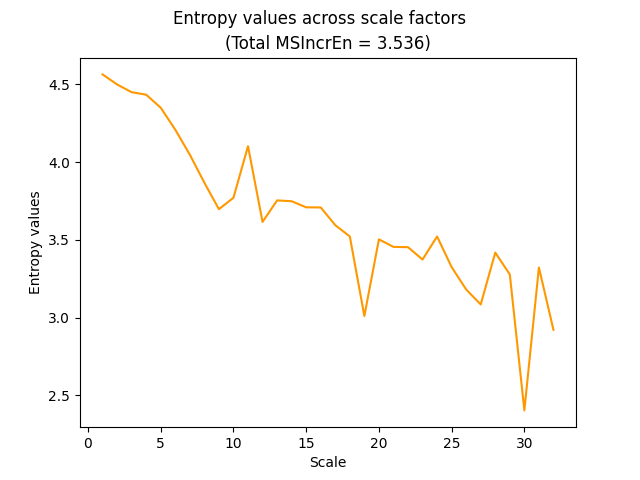 Entropy values across scale factors
(Total MSIncrEn = 3.536)
4.5
4.0
3.5
3.0
2.5
Entropy values
0 5 10 15 20 25 30
Scale